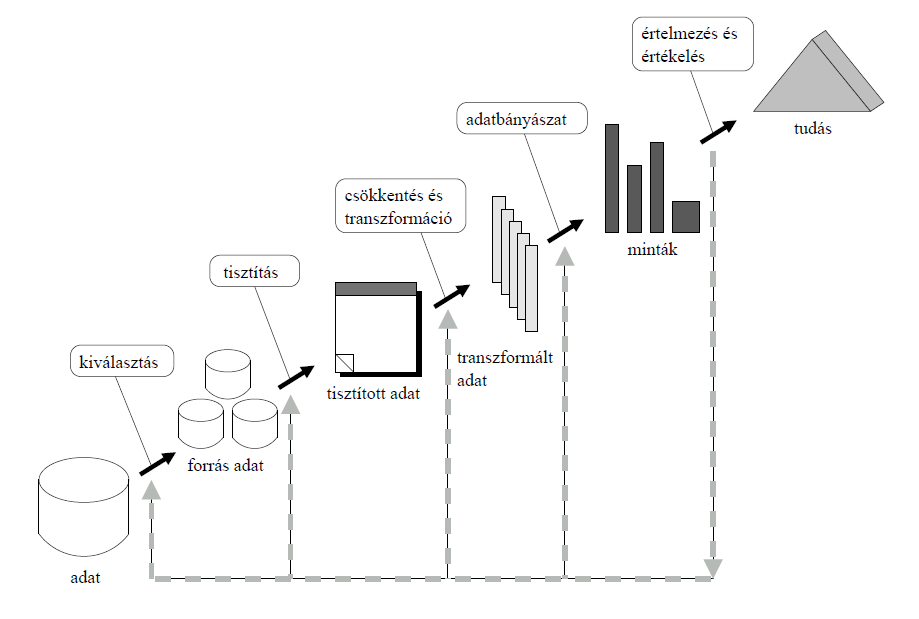 értelmezés és
értékelés
tudás
adatbányászat
minták
csökkentés és
transzformáció
transzformált
adat
tisztítás
tisztított adat
kiválasztás
forrás adat
adat